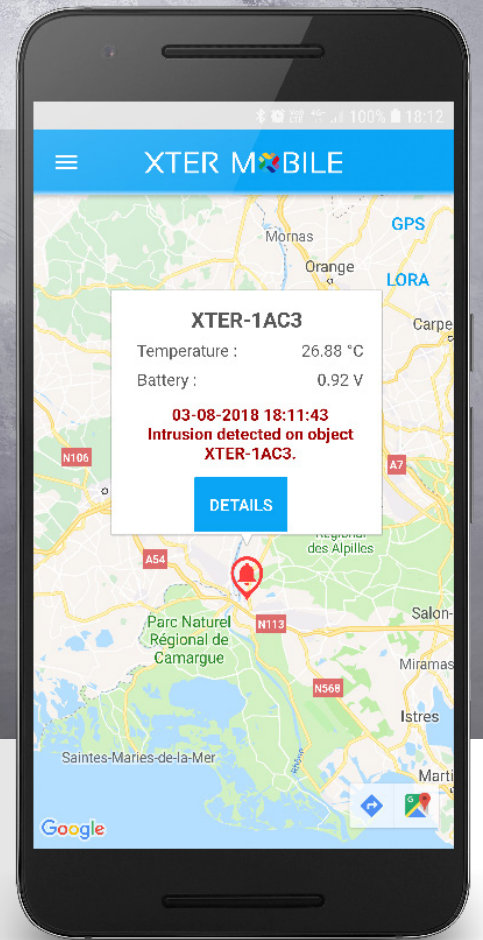 100% 18:12
XTER MOBILE
Mornas
GPS
Orange
LORA
Carpe
XTER-1AC3
Temperature : 26.88 °C
Battery : 0.92 V
03-08-2018 18:11:43
Intrusion detected on object
XTER-1AC3.
DETAILS
N106
A7
Régional
des Alpilles
A54
Parc Naturel
Régional de
Camargue
N113
Salon-
Miramas
N568
Istres
Saintes-Maries-de-la-Mer
Rhône
Marti
Google